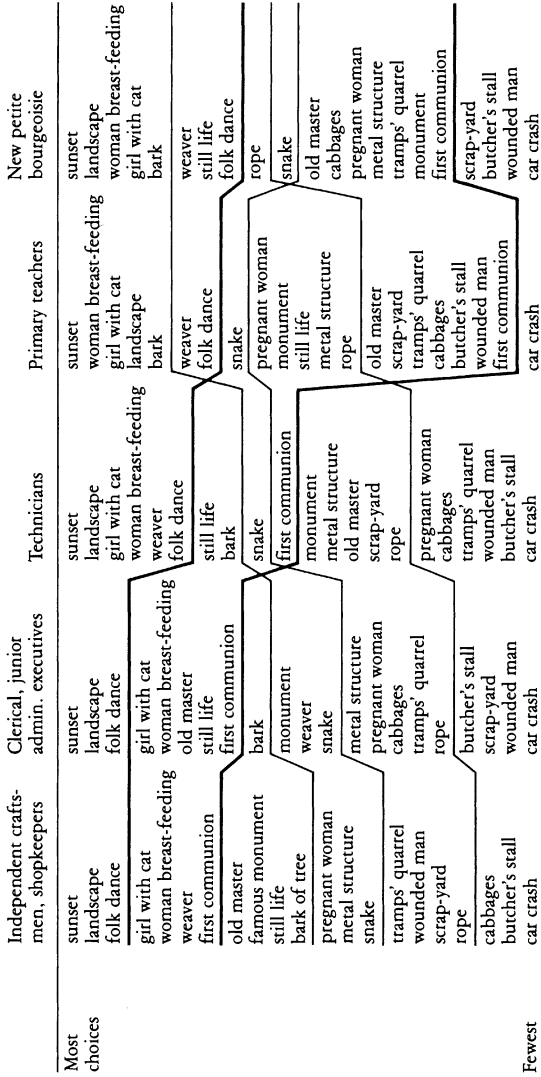 Most
choices
Fewest
Independent crafts-
men, shopkeepers
sunset
landscape
folk dance
girl with cat
woman breast-feeding
weaver
first communion
old master
famous monument
still life
bark of tree
pregnant woman
metal structure
snake
tramps' quarrel
wounded man
scrap-yard
rope
cabbages
butcher's stall
car crash
Clerical, junior
admin. executives
sunset
landscape
folk dance
girl with cat
woman breast-feeding
old master
still life
first communion
bark
monument
weaver
snake
metal structure
pregnant woman
cabbages
tramps' quarrel
rope
butcher's stall
scrap-yard
wounded man
car crash
Technicians
sunset
landscape
girl with cat
woman breast-feeding
weaver
folk dance
still life
bark
snake
first communion
monument
metal structure
old master
scrap-yard
rope
pregnant woman
cabbages
tramps' quarrel
wounded man
butcher's stall
car crash
Primary teachers
sunset
woman breast-feeding
girl with cat
landscape
bark
weaver
folk dance
snake
pregnant woman
monument
still life
metal structure
rope
old master
scrap-yard
tramps' quarrel
cabbages
butcher's stall
wounded man
first communion
car crash
New petite
bourgeoisie
sunset
landscape
woman breast-feeding
girl with cat
bark
weaver
still life
folk dance
rope
snake
old master
cabbages
pregnant woman
metal structure
tramps' quarrel
monument
first communion
scrap-yard
butcher's stall
wounded man
car crash